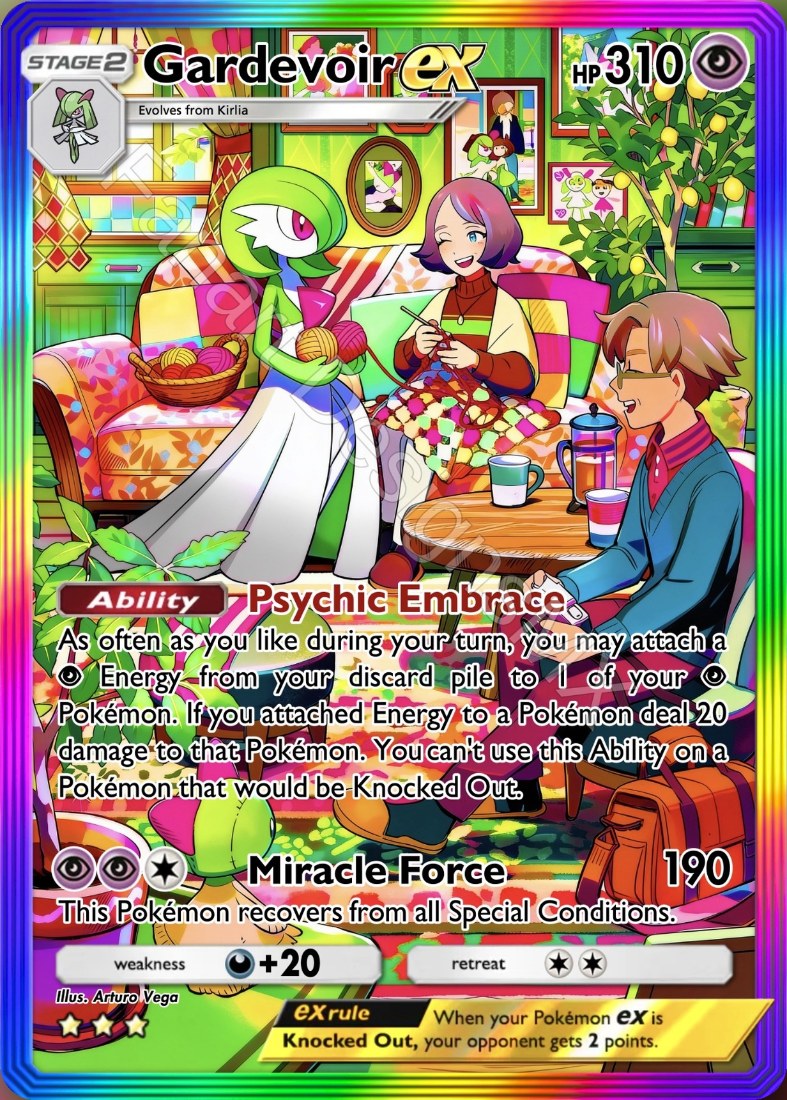 STAGE2 Gardevoir ex HP 310
Evolves from Kirlia
Ability Psychic Embrace
As often as you like during your turn, you may attach a
Energy from your discard pile to 1 of your
Pokémon. If you attached Energy to a Pokémon deal 20
damage to that Pokémon. You can't use this Ability on a
Pokémon that would be Knocked Out.
Miracle Force 190
This Pokémon recovers from all Special Conditions.
weakness +20 retreat
Illus. Arturo Vega
ex rule When your Pokémon ex is
Knocked Out, your opponent gets 2 points.